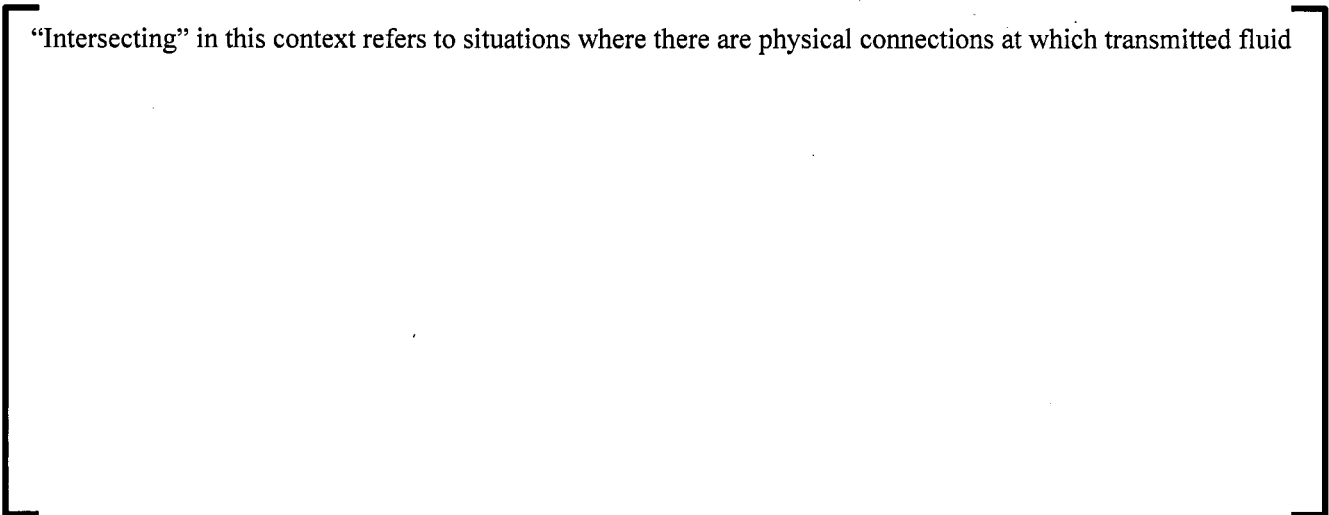 “Intersecting” in this context refers to situations where there are physical connections at which transmitted fluid